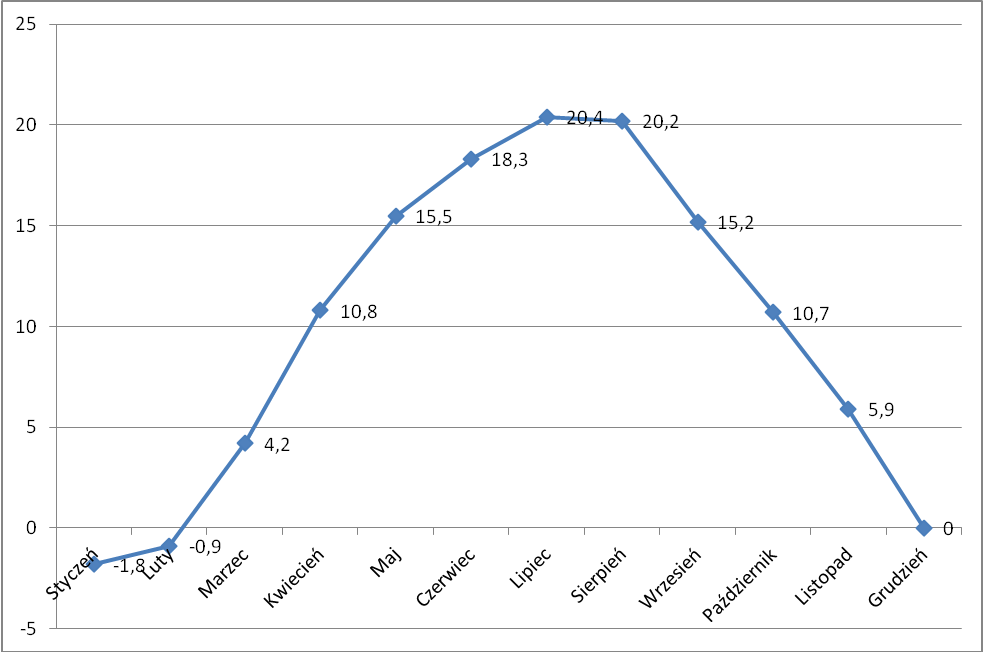 25
20
15
10
5
0
-5
-1,8
-0,9
4,2
10,8
15,5
18,3
20,4
20,2
15,2
10,7
5,9
0
Styczeń
Luty
Marzec
Kwiecień
Maj
Czerwiec
Lipiec
Sierpień
Wrzesień
Październik
Listopad
Grudzień